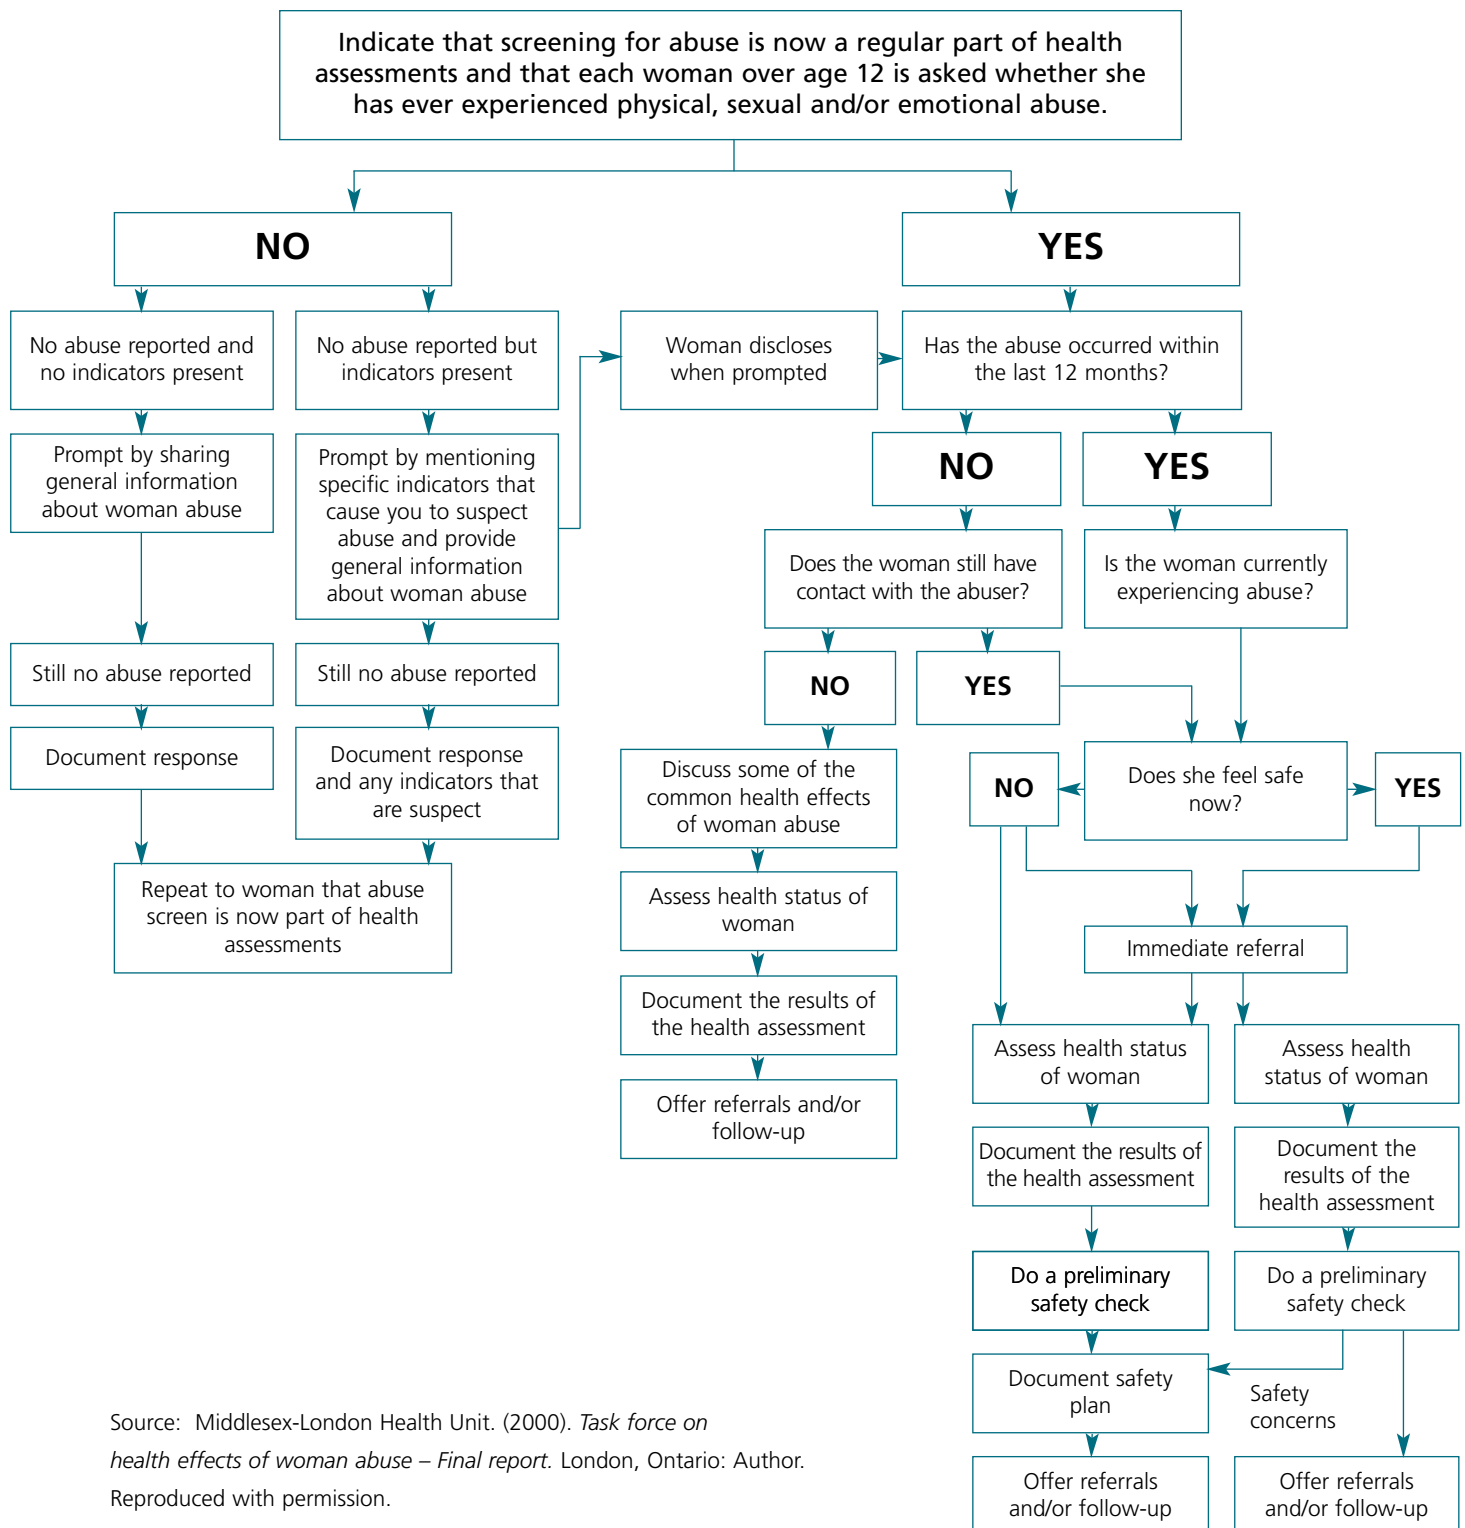 Indicate that screening for abuse is now a regular part of health
assessments and that each woman over age 12 is asked whether she
has ever experienced physical, sexual and/or emotional abuse.
NO
YES
No abuse reported and
no indicators present
No abuse reported but
indicators present
Woman discloses
when prompted
Has the abuse occurred within
the last 12 months?
Prompt by sharing
general information
about woman abuse
Prompt by mentioning
specific indicators that
cause you to suspect
abuse and provide
general information
about woman abuse
NO
YES
Does the woman still have
contact with the abuser?
Is the woman currently
experiencing abuse?
Still no abuse reported
Still no abuse reported
NO
YES
Document response
Document response
and any indicators that
are suspect
Discuss some of the
common health effects
of woman abuse
NO
Does she feel safe
now?
YES
Repeat to woman that abuse
screen is now part of health
assessments
Assess health status of
woman
Immediate referral
Document the results of
the health assessment
Assess health status
of woman
Assess health
status of woman
Offer referrals and/or
follow-up
Document the results of
the health assessment
Document the
results of the
health assessment
Do a preliminary
safety check
Do a preliminary
safety check
Document safety
plan
Safety
concerns
Offer referrals
and/or follow-up
Offer referrals
and/or follow-up
Source: Middlesex-London Health Unit. (2000). Task force on
health effects of woman abuse – Final report. London, Ontario: Author.
Reproduced with permission.